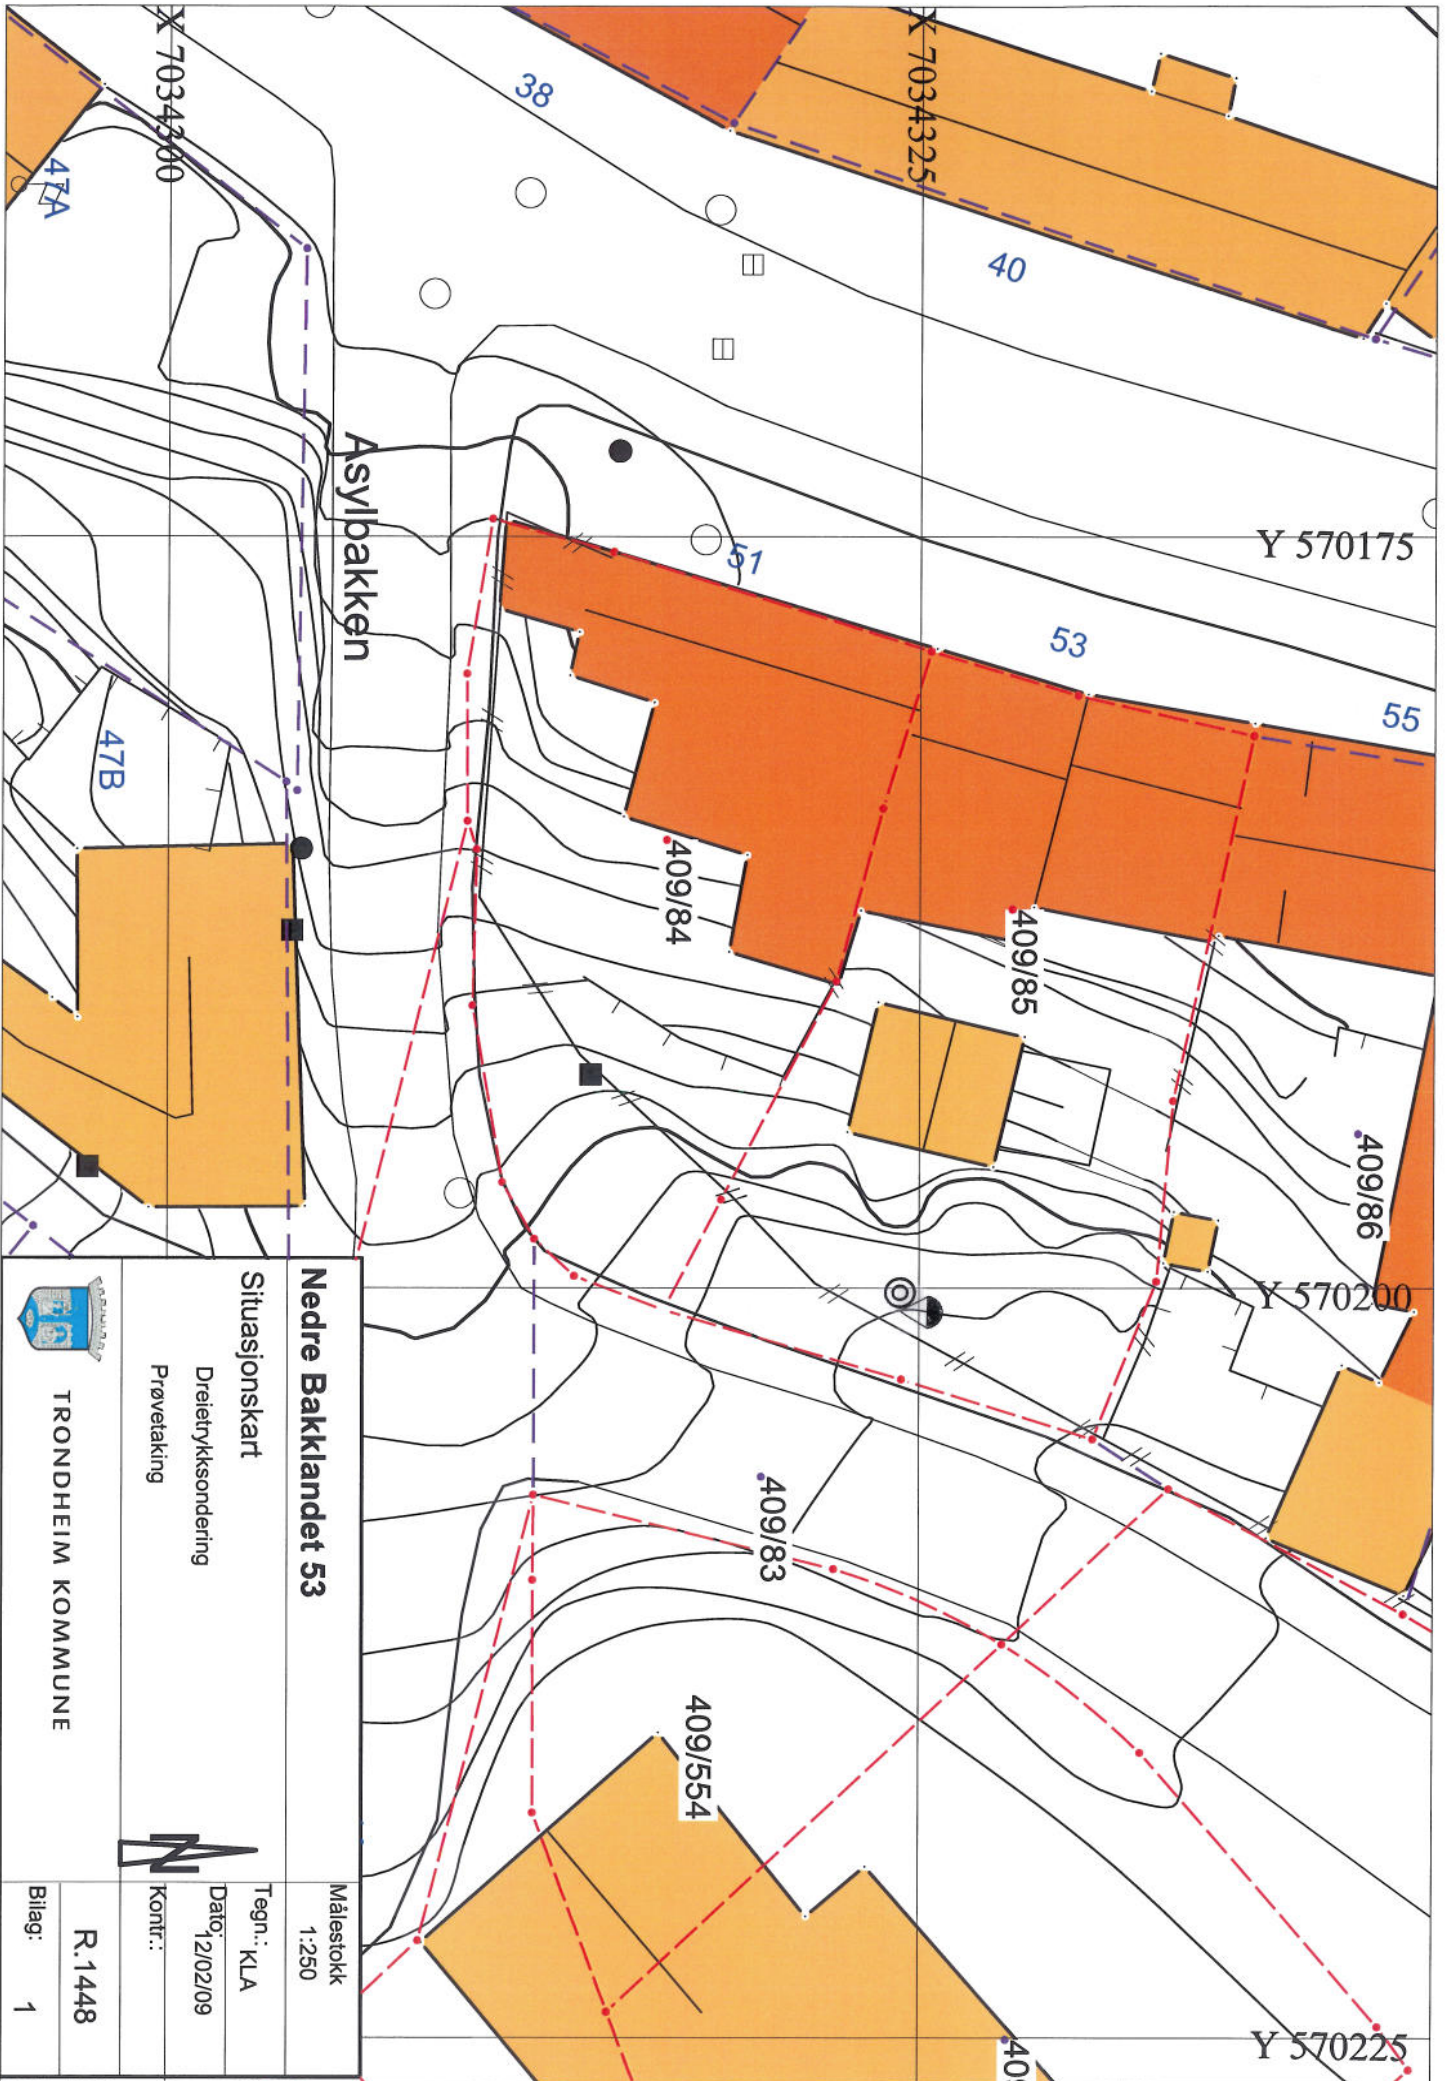 X 7034300
X 7034325
38
40
47A
Y 570175
Asylbakken
51
53
55
47B
409/84
409/85
409/86
Y 570200
409/83
409/554
Y 570225
Nedre Bakklandet 53
Målestokk
1:250
Situasjonskart
Dreietrykksondering
Prøvetaking
N
Tegn.: KLA
Dato: 12/02/09
Kontr.:
TRONDHEIM KOMMUNE
R.1448
Bilag: 1